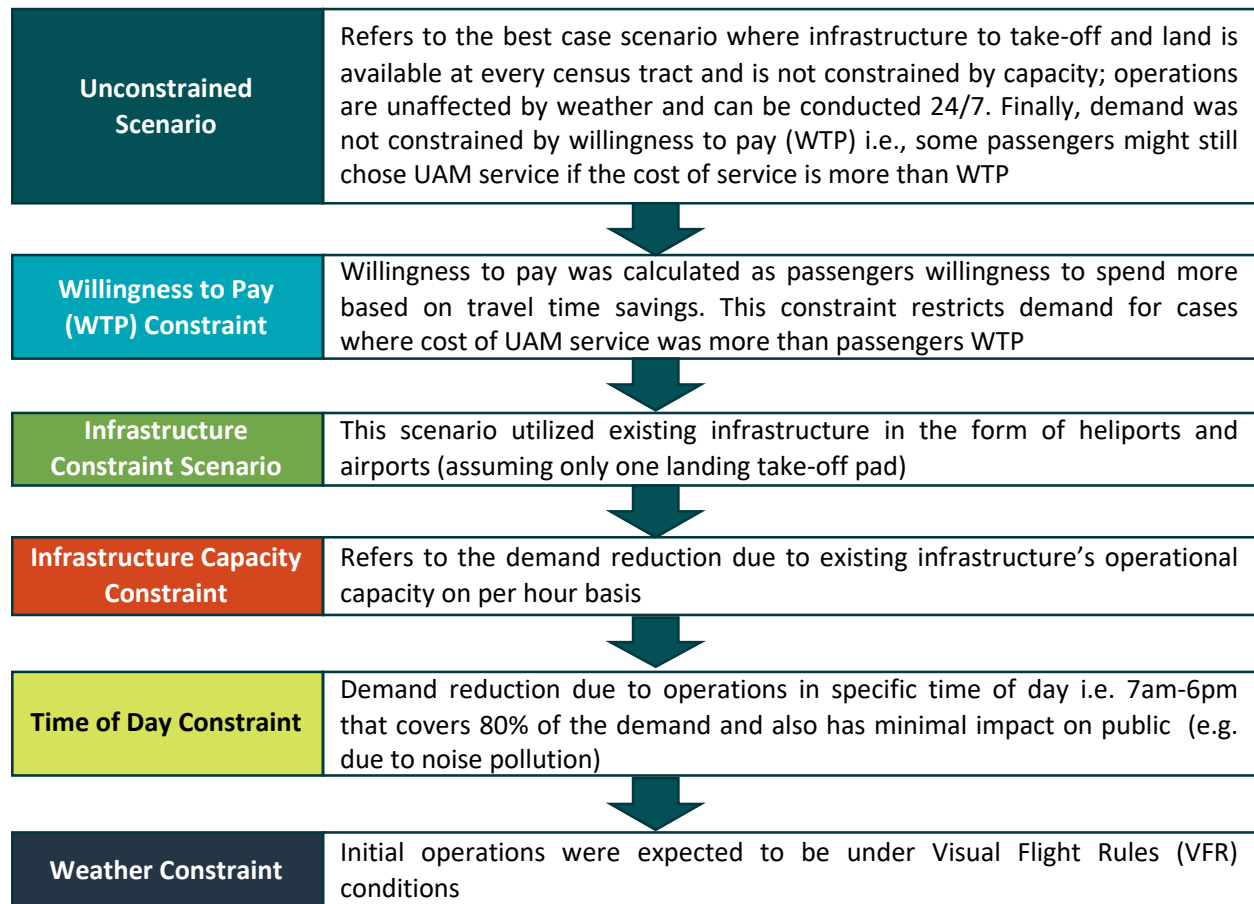 Unconstrained
Scenario
Refers to the best case scenario where infrastructure to take-off and land is
available at every census tract and is not constrained by capacity; operations
are unaffected by weather and can be conducted 24/7. Finally, demand was
not constrained by willingness to pay (WTP) i.e., some passengers might still
chose UAM service if the cost of service is more than WTP
Willingness to Pay
(WTP) Constraint
Willingness to pay was calculated as passengers willingness to spend more
based on travel time savings. This constraint restricts demand for cases
where cost of UAM service was more than passengers WTP
Infrastructure
Constraint Scenario
This scenario utilized existing infrastructure in the form of heliports and
airports (assuming only one landing take-off pad)
Infrastructure Capacity
Constraint
Refers to the demand reduction due to existing infrastructure’s operational
capacity on per hour basis
Time of Day Constraint
Demand reduction due to operations in specific time of day i.e. 7am-6pm
that covers 80% of the demand and also has minimal impact on public (e.g.
due to noise pollution)
Weather Constraint
Initial operations were expected to be under Visual Flight Rules (VFR)
conditions